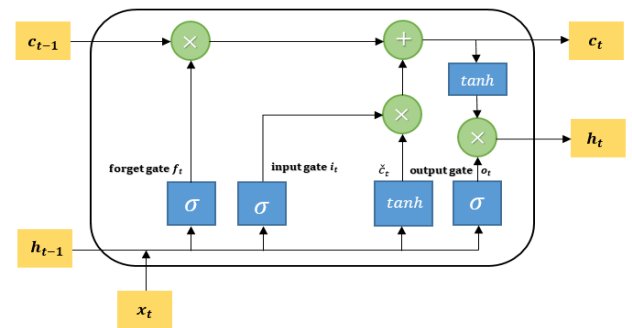 c_{t-1} × + c_t
tanh
× ×
h_t
forget gate f_t input gate i_t č_t output gate o_t
σ σ tanh σ
h_{t-1}
x_t